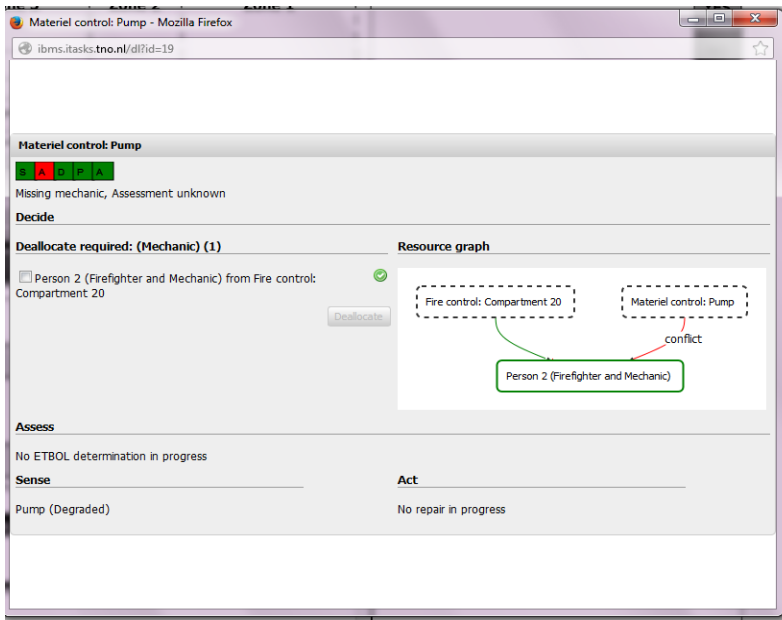 Materiel control: Pump - Mozilla Firefox
ibms.itasks.tno.nl/dl?id=19
Materiel control: Pump
S A D P A
Missing mechanic, Assessment unknown
Decide
Deallocate required: (Mechanic) (1)
Person 2 (Firefighter and Mechanic) from Fire control:
Compartment 20
Deallocate
Resource graph
Fire control: Compartment 20
Materiel control: Pump
conflict
Person 2 (Firefighter and Mechanic)
Assess
No ETBOL determination in progress
Sense
Pump (Degraded)
Act
No repair in progress